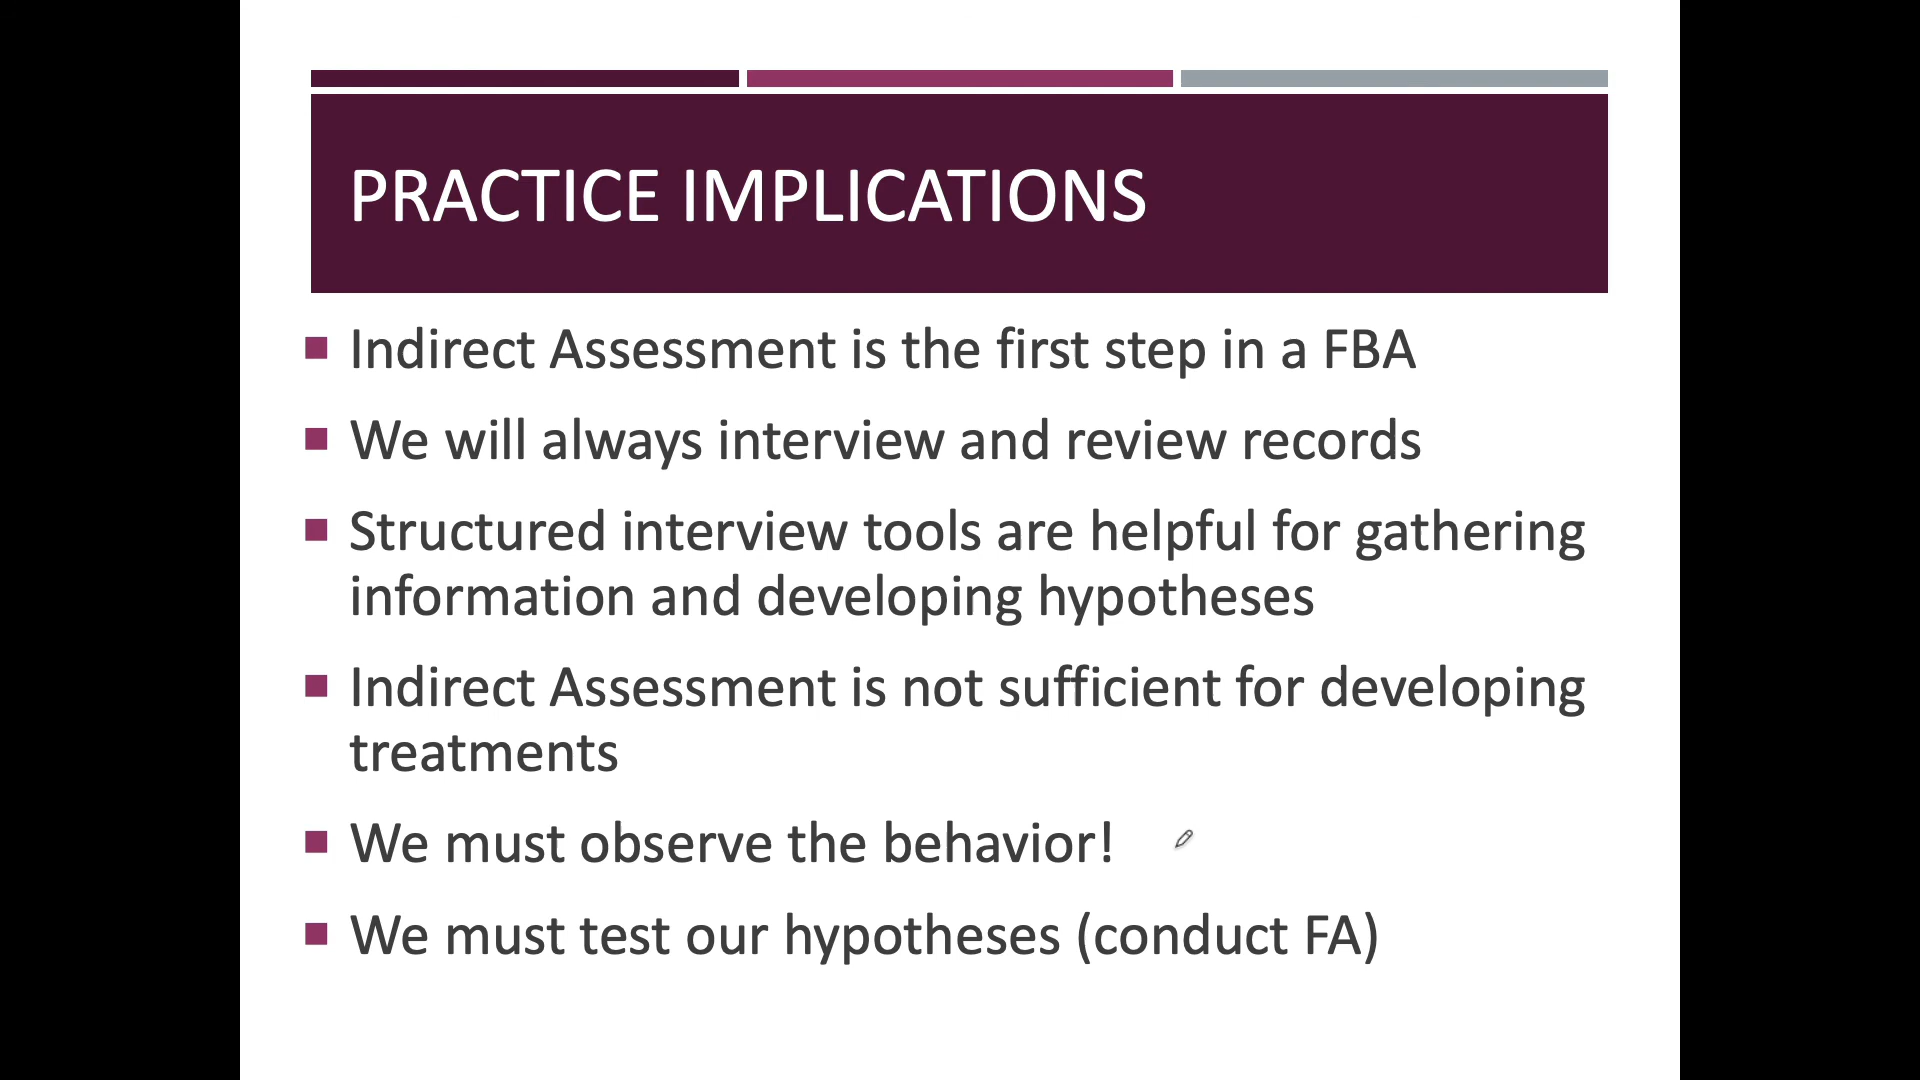 PRACTICE IMPLICATIONS
Indirect Assessment is the first step in a FBA
We will always interview and review records
Structured interview tools are helpful for gathering
information and developing hypotheses
Indirect Assessment is not sufficient for developing
treatments
We must observe the behavior!
We must test our hypotheses (conduct FA)